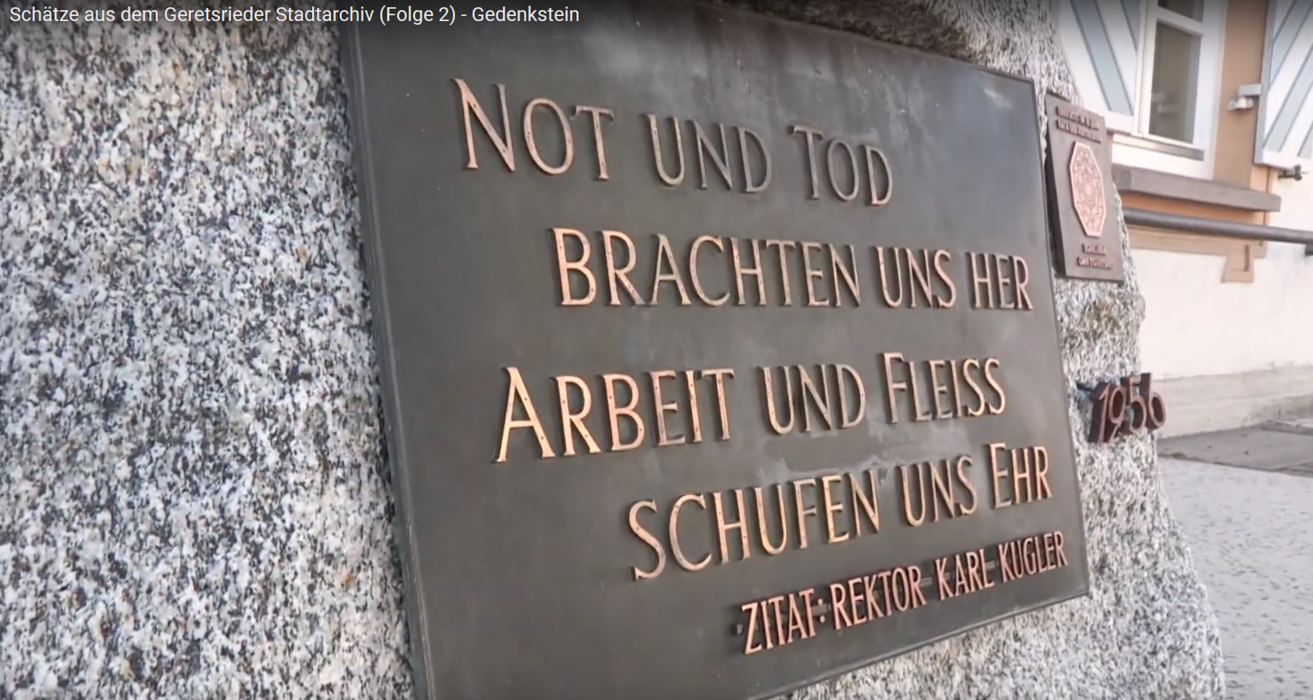 Schätze aus dem Geretsrieder Stadtarchiv (Folge 2) - Gedenkstein
NOT UND TOD
BRACHTEN UNS HER
ARBEIT UND FLEISS
SCHUFEN UNS EHR
ZITAT: REKTOR KARL KUGLER
1956